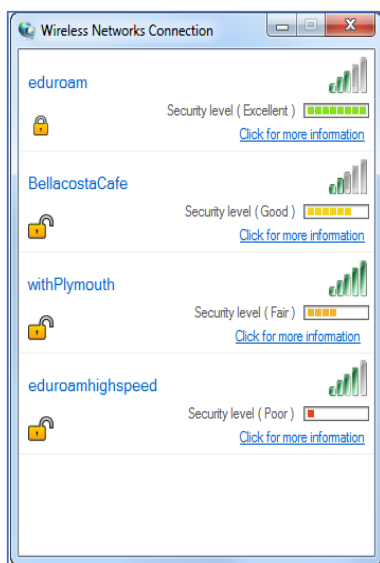 Wireless Networks Connection
eduroam
Security level ( Excellent )
Click for more information
BellacostaCafe
Security level ( Good )
Click for more information
withPlymouth
Security level ( Fair )
Click for more information
eduroamhighspeed
Security level ( Poor )
Click for more information